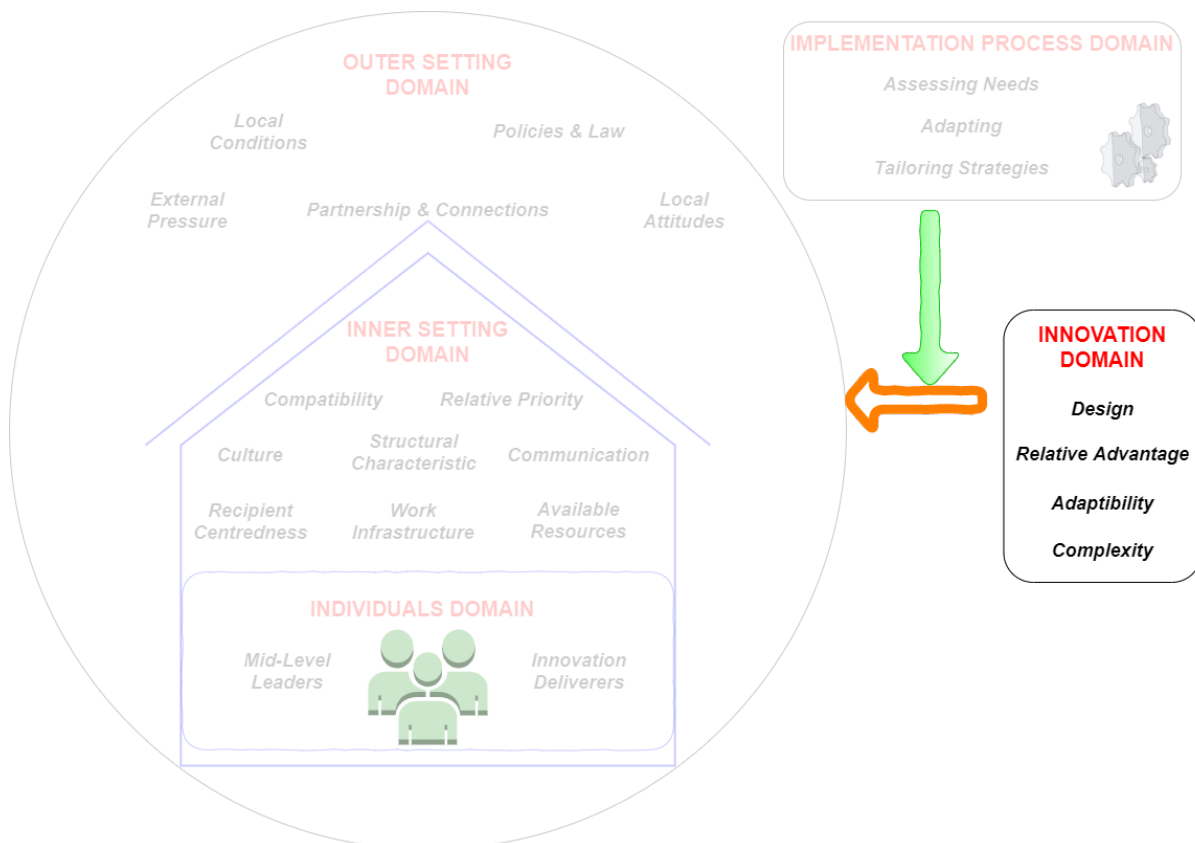 OUTER SETTING
DOMAIN
Local
Conditions
Policies & Law
External
Pressure
Partnership & Connections
Local
Attitudes
INNER SETTING
DOMAIN
Compatibility
Relative Priority
Culture
Structural
Characteristic
Communication
Recipient
Centredness
Work
Infrastructure
Available
Resources
INDIVIDUALS DOMAIN
Mid-Level
Leaders
Innovation
Deliverers
IMPLEMENTATION PROCESS DOMAIN
Assessing Needs
Adapting
Tailoring Strategies
INNOVATION
DOMAIN
Design
Relative Advantage
Adaptibility
Complexity